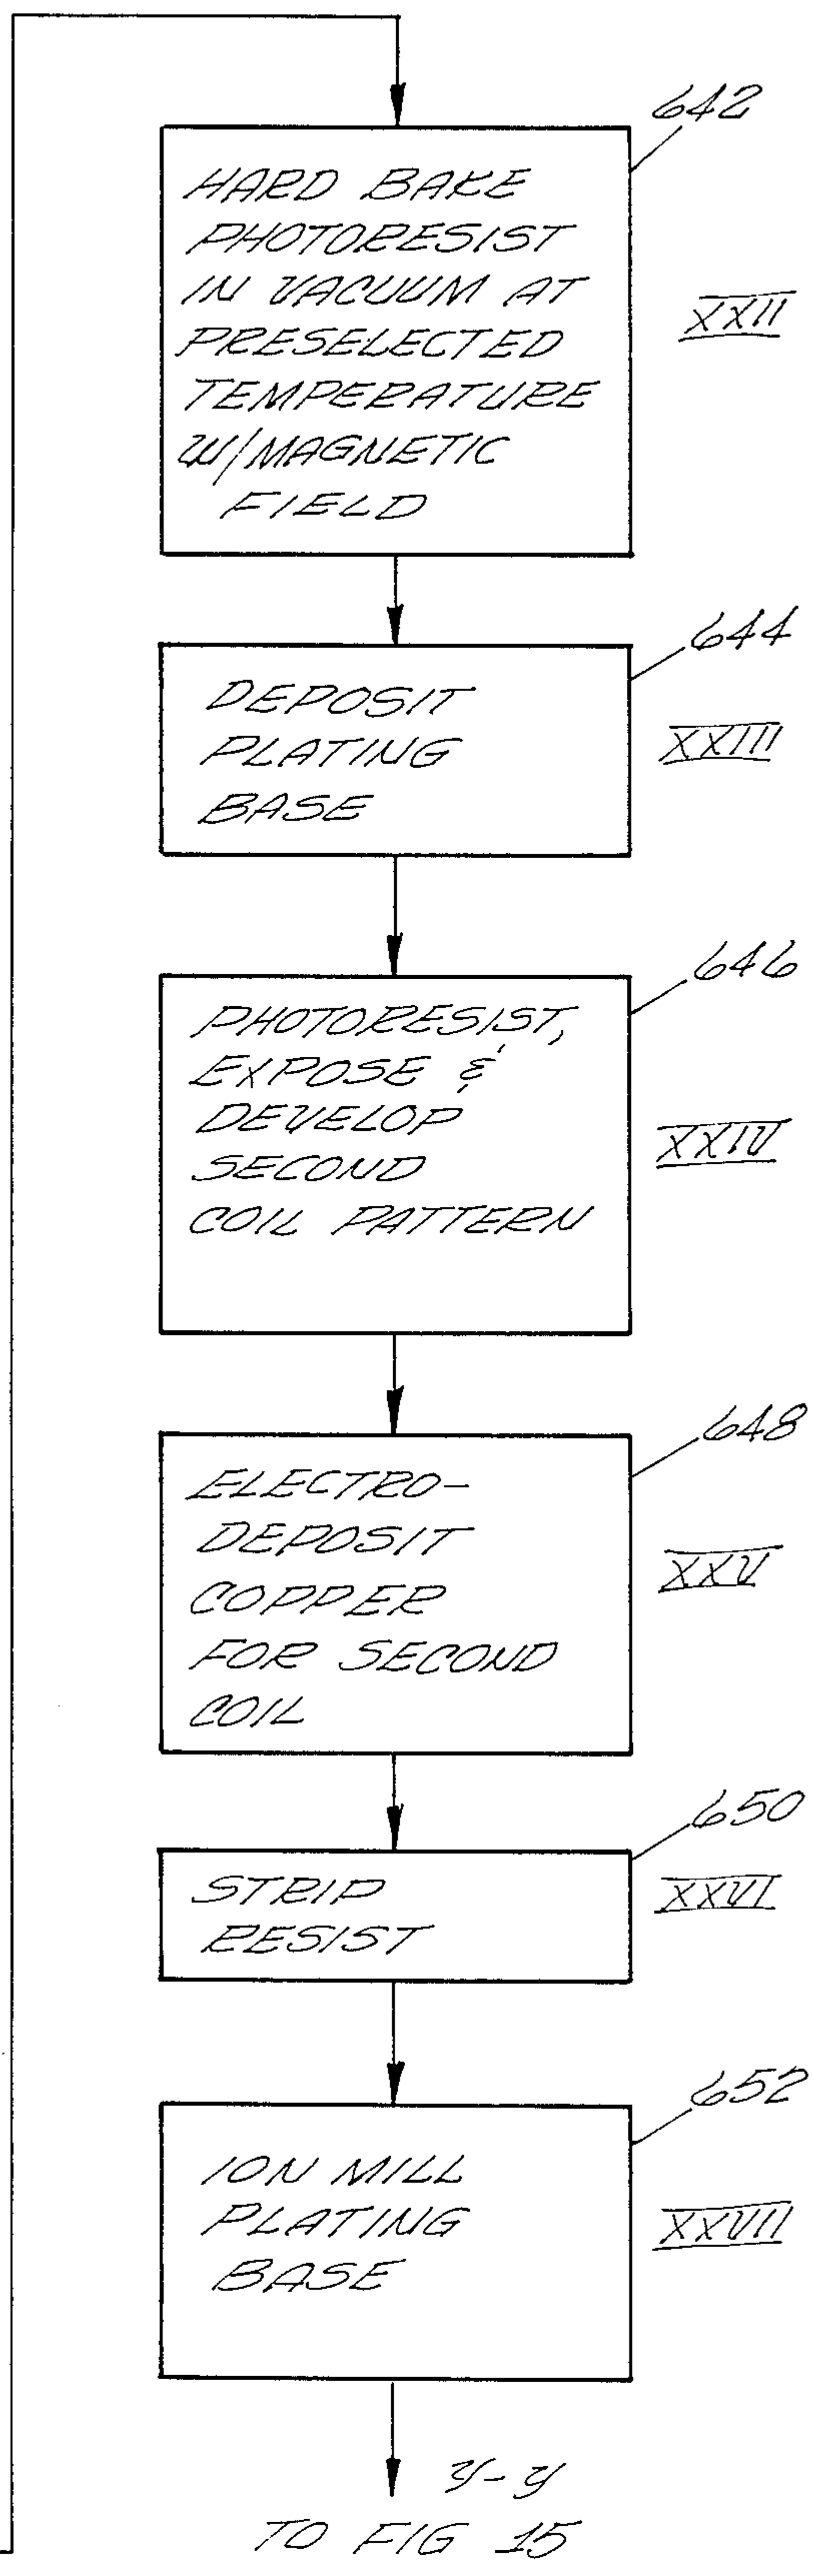 642
HARD BAKE
PHOTORESIST
IN VACUUM AT
PRESELECTED
TEMPERATURE
W/MAGNETIC
FIELD
XXII
644
DEPOSIT
PLATING
BASE
XXIII
646
PHOTORESIST,
EXPOSE &
DEVELOP
SECOND
COIL PATTERN
XXIV
648
ELECTRO-
DEPOSIT
COPPER
FOR SECOND
COIL
XXV
650
STRIP
RESIST
XXVI
652
ION MILL
PLATING
BASE
XXVII
Y-Y
TO FIG 15